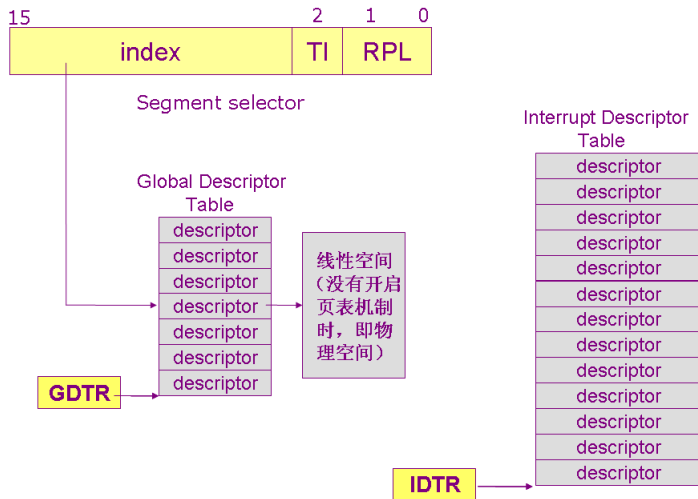 15 2 1 0
index TI RPL
Segment selector
Interrupt Descriptor
Table
descriptor
descriptor
descriptor
descriptor
descriptor
descriptor
descriptor
descriptor
descriptor
descriptor
descriptor
descriptor
descriptor
Global Descriptor
Table
descriptor
descriptor
descriptor
descriptor
descriptor
descriptor
descriptor
线性空间
（没有开启
页表机制
时，即物
理空间）
GDTR
IDTR